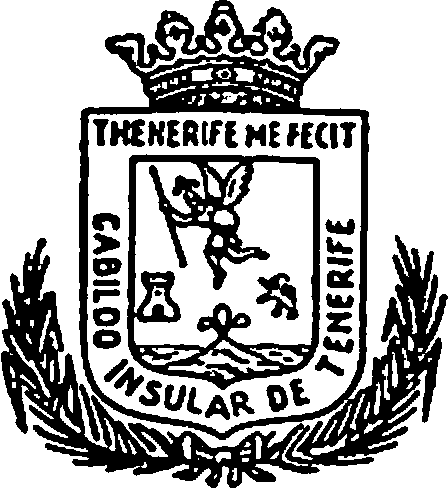 THENERIFE ME FECIT
CABILDO INSULAR DE TENERIFE